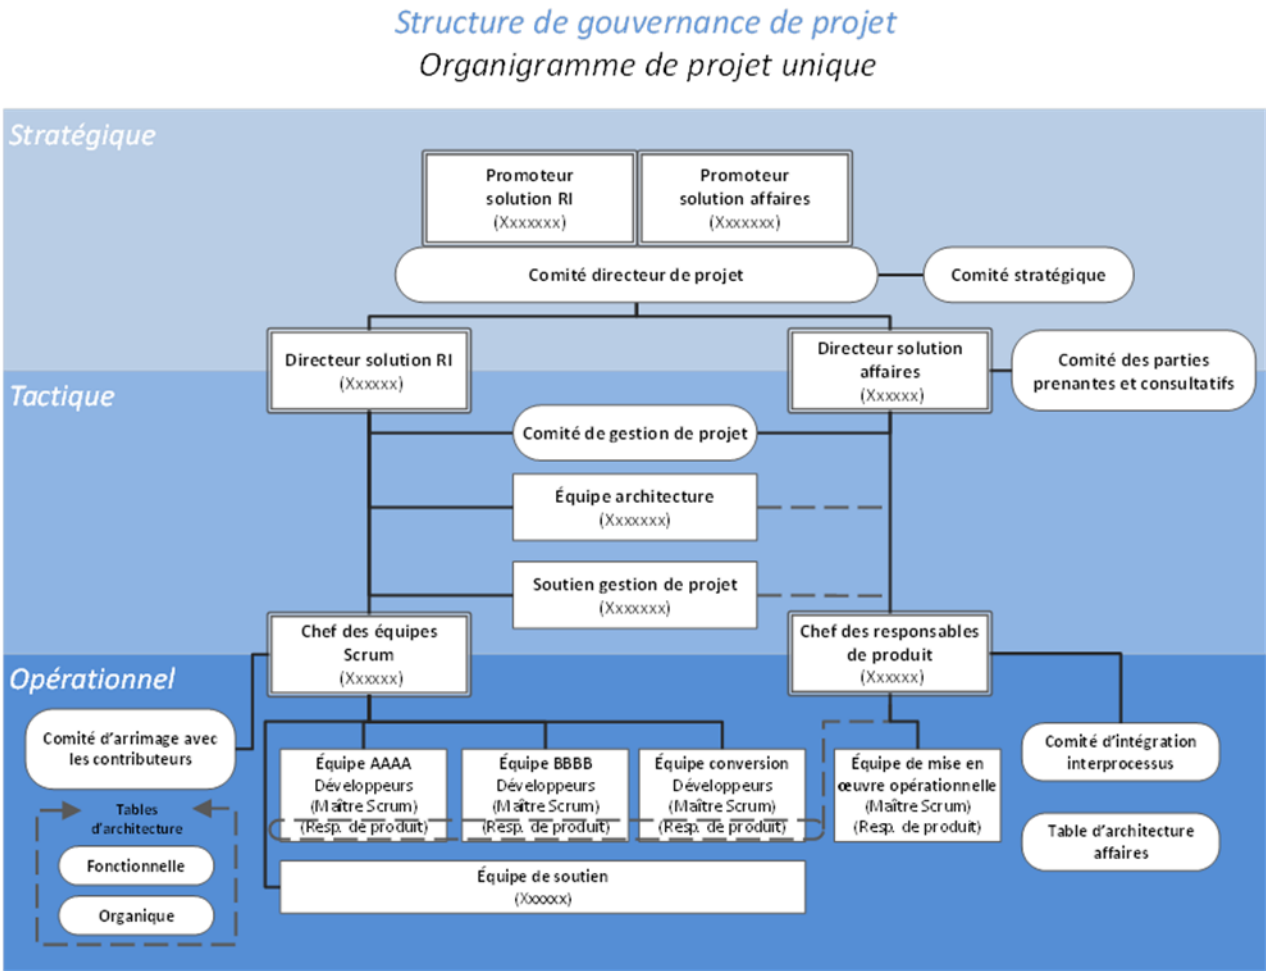 Structure de gouvernance de projet
Organigramme de projet unique
Stratégique
Promoteur
solution RI
(Xxxxxxx)
Promoteur
solution affaires
(Xxxxxxx)
Comité directeur de projet
Comité stratégique
Directeur solution RI
(Xxxxxx)
Directeur solution
affaires
(Xxxxxx)
Comité des parties
prenantes et consultatifs
Tactique
Comité de gestion de projet
Équipe architecture
(Xxxxxxx)
Soutien gestion de projet
(Xxxxxxx)
Chef des équipes
Scrum
(Xxxxxx)
Chef des responsables
de produit
(Xxxxxx)
Opérationnel
Comité d'arrimage avec
les contributeurs
Équipe AAAA
Développeurs
(Maître Scrum)
(Resp. de produit)
Équipe BBBB
Développeurs
(Maître Scrum)
(Resp. de produit)
Équipe conversion
Développeurs
(Maître Scrum)
(Resp. de produit)
Équipe de mise en
œuvre opérationnelle
(Maître Scrum)
(Resp. de produit)
Comité d'intégration
interprocessus
Tables
d'architecture
Fonctionnelle
Organique
Équipe de soutien
(Xxxxxx)
Table d'architecture
affaires